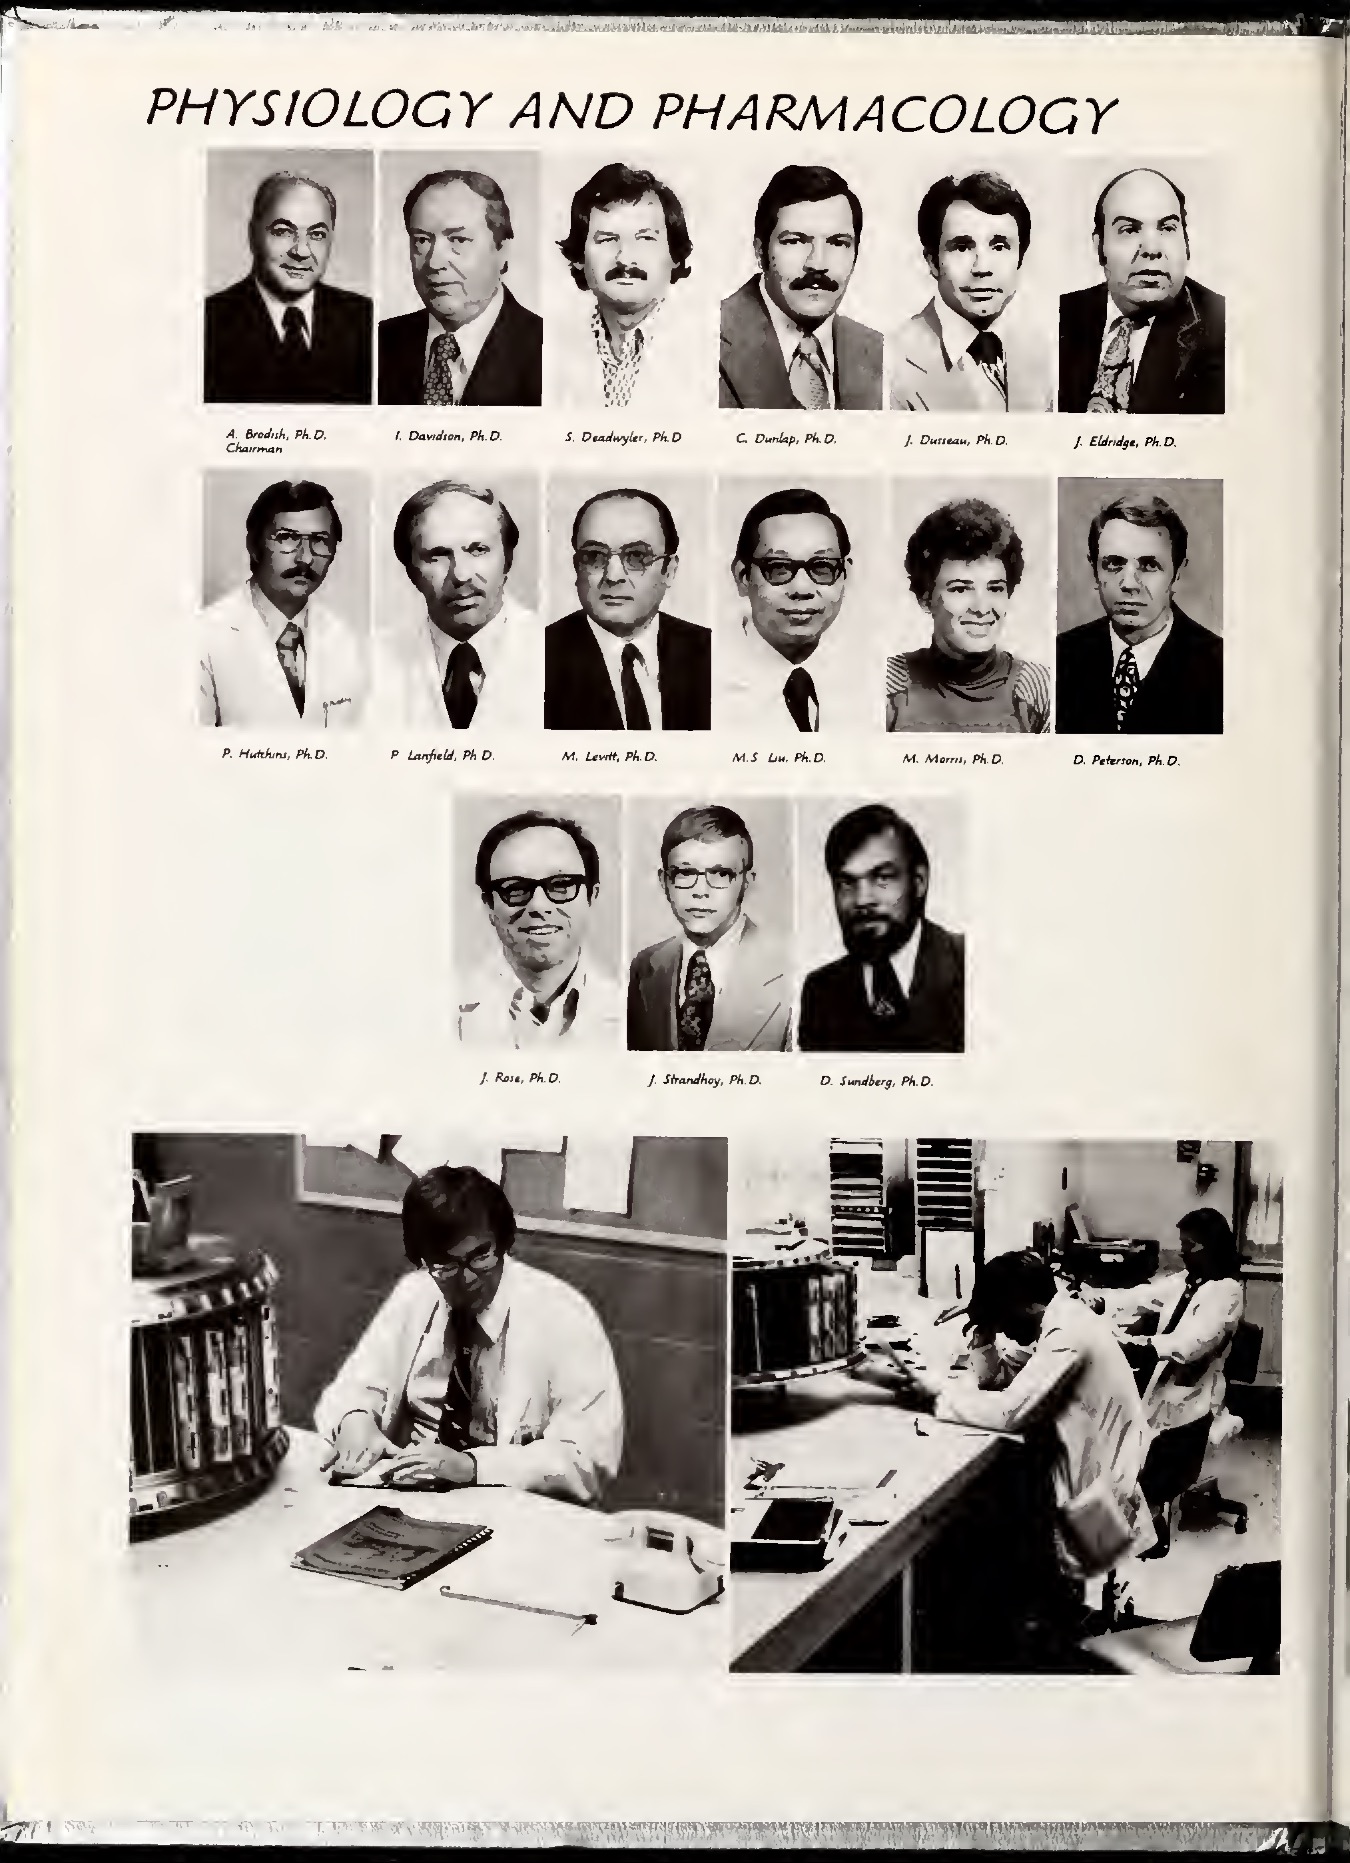 PHYSIOLOGY AND PHARMACOLOGY
A. Brodish, Ph.D.
Chairman
I. Davidson, Ph.D.
S. Deadwyler, Ph.D
C. Dunlap, Ph.D.
J. Dusseau, Ph.D.
J. Eldridge, Ph.D.
P. Hutchins, Ph.D.
P Lanfield, Ph D.
M. Levitt, Ph.D.
M.S Liu, Ph.D.
M. Morris, Ph.D.
D. Peterson, Ph.D.
J. Rose, Ph.D.
J. Strandhoy, Ph.D.
D. Sundberg, Ph.D.